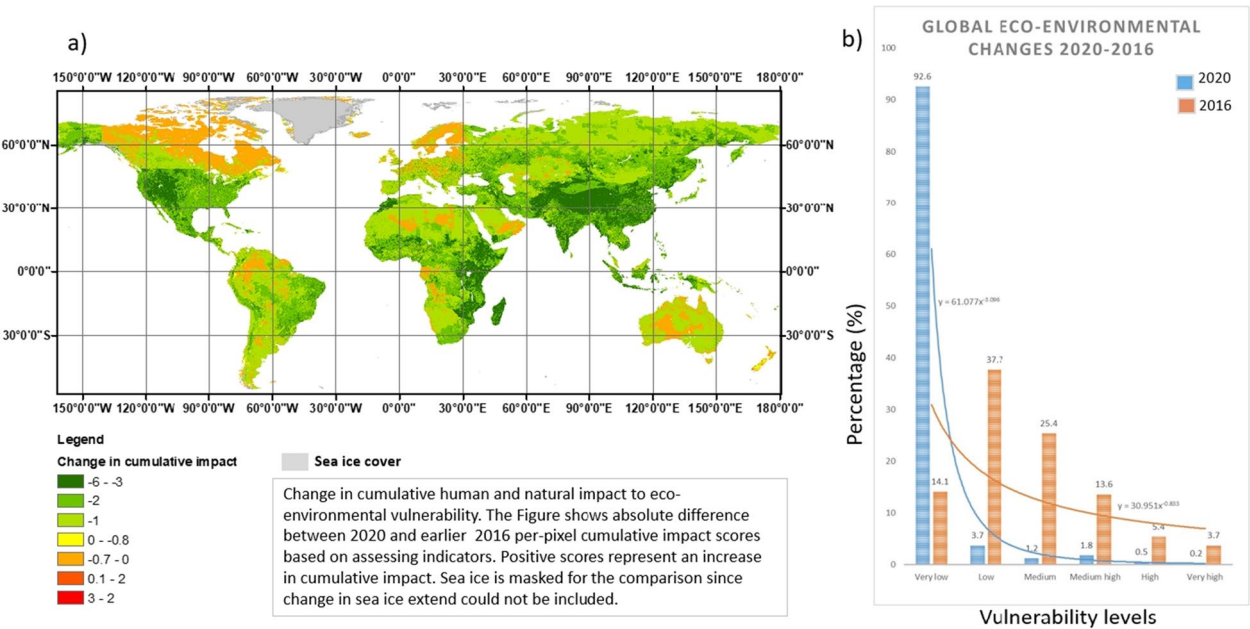 a)
150°0'0"W 120°0'0"W 90°0'0"W 60°0'0"W 30°0'0"W 0°0'0" 30°0'0"E 60°0'0"E 90°0'0"E 120°0'0"E 150°0'0"E 180°0'0"E
60°0'0"N 60°0'0"N
30°0'0"N 30°0'0"N
0°0'0" 0°0'0"
30°0'0"S 30°0'0"S
150°0'0"W 120°0'0"W 90°0'0"W 60°0'0"W 30°0'0"W 0°0'0" 30°0'0"E 60°0'0"E 90°0'0"E 120°0'0"E 150°0'0"E 180°0'0"E
Legend
Change in cumulative impact
-6 - -3
-2
-1
0 - -0.8
-0.7 - 0
0.1 - 2
3 - 2
Sea ice cover
Change in cumulative human and natural impact to eco-
environmental vulnerability. The Figure shows absolute difference
between 2020 and earlier 2016 per-pixel cumulative impact scores
based on assessing indicators. Positive scores represent an increase
in cumulative impact. Sea ice is masked for the comparison since
change in sea ice extend could not be included.
b)
GLOBAL ECO-ENVIRONMENTAL
CHANGES 2020-2016
2020
2016
Percentage (%)
100
90
80
70
60
50
40
30
20
10
0
92.6
14.1
3.7
37.7
1.2
25.4
1.8
13.6
0.5
5.4
0.2
3.7
y = 61.077x
y = 30.951x
Very low Low Medium Medium high High Very high
Vulnerability levels